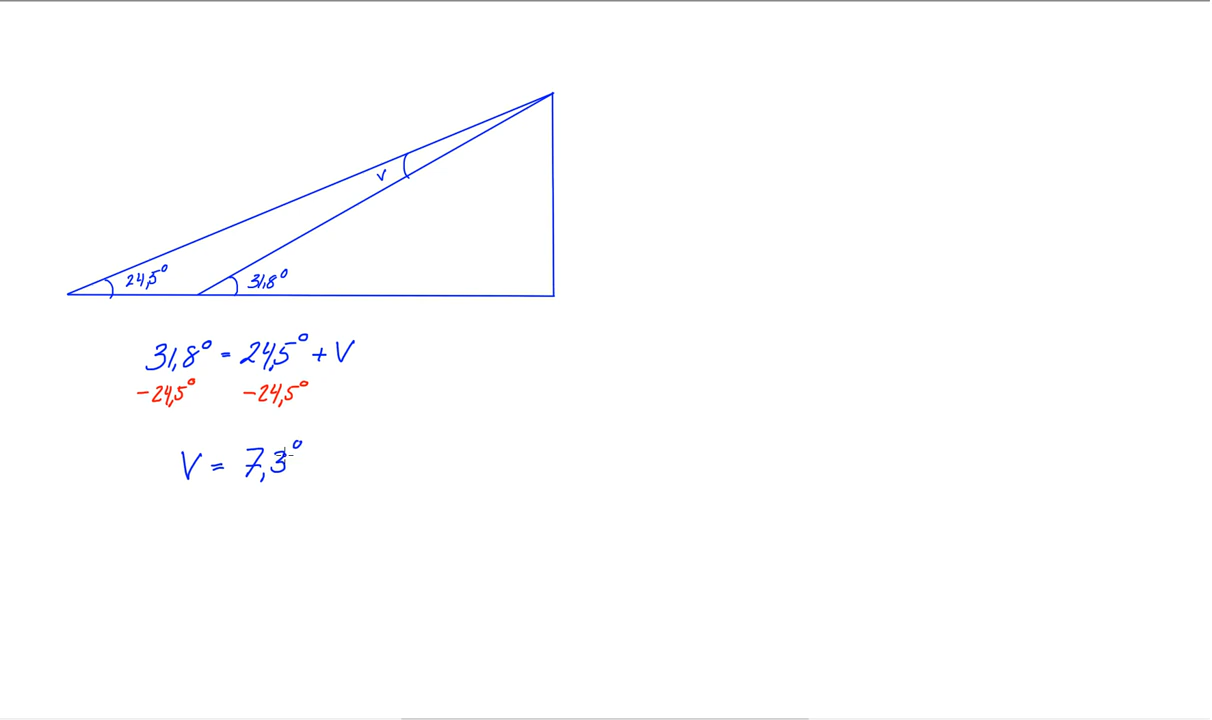 v
24,5° 31,8°
31,8° = 24,5° + V
-24,5° -24,5°
V = 7,3°